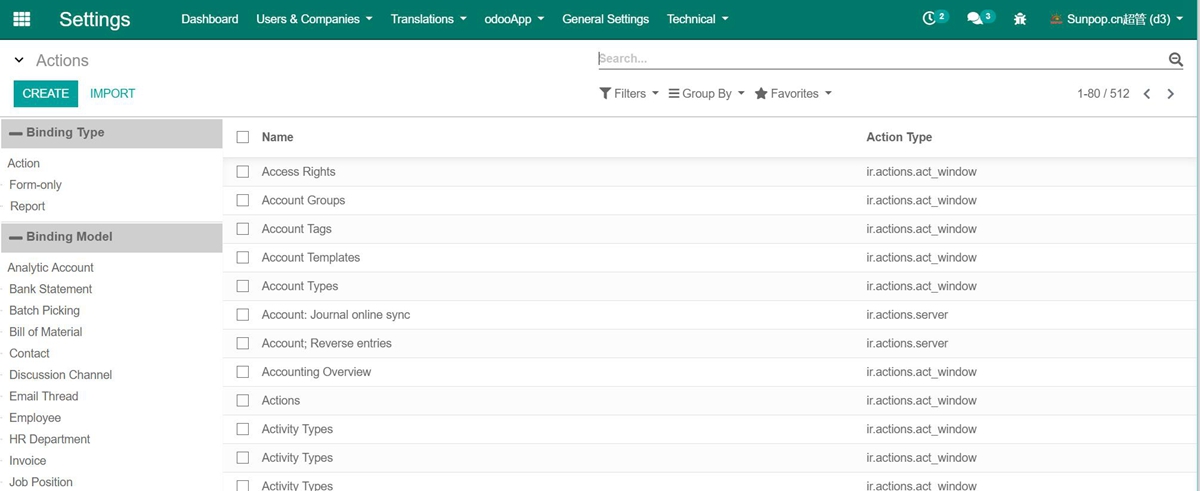 Settings Dashboard Users & Companies Translations odooApp General Settings Technical 2 3 Sunpop.cn超管 (d3)
Actions
Search...
CREATE IMPORT
Filters Group By Favorites 1-80 / 512
Binding Type
Action
Form-only
Report
Binding Model
Analytic Account
Bank Statement
Batch Picking
Bill of Material
Contact
Discussion Channel
Email Thread
Employee
HR Department
Invoice
Job Position
Name Action Type
Access Rights ir.actions.act_window
Account Groups ir.actions.act_window
Account Tags ir.actions.act_window
Account Templates ir.actions.act_window
Account Types ir.actions.act_window
Account: Journal online sync ir.actions.server
Account; Reverse entries ir.actions.server
Accounting Overview ir.actions.act_window
Actions ir.actions.act_window
Activity Types ir.actions.act_window
Activity Types ir.actions.act_window
Activity Types ir.actions.act_window